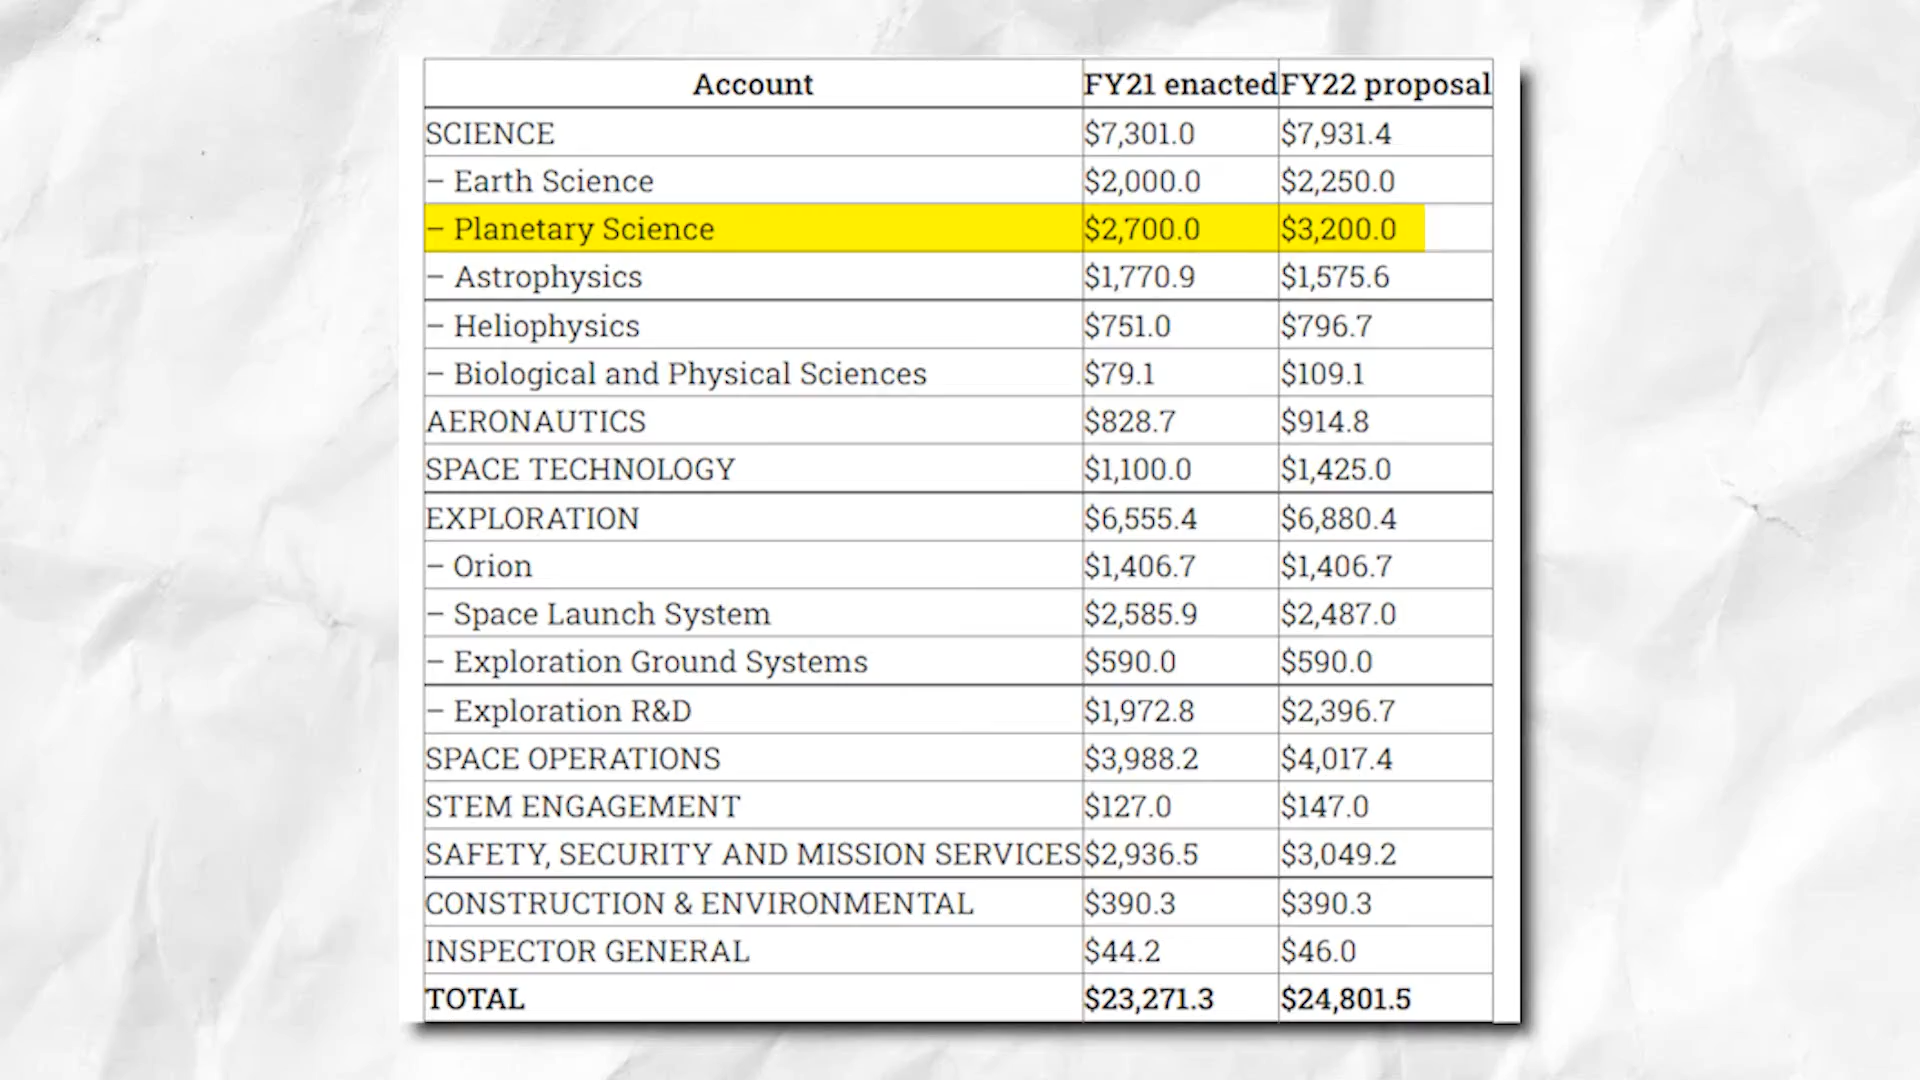 Account FY21 enacted FY22 proposal
SCIENCE $7,301.0 $7,931.4
– Earth Science $2,000.0 $2,250.0
– Planetary Science $2,700.0 $3,200.0
– Astrophysics $1,770.9 $1,575.6
– Heliophysics $751.0 $796.7
– Biological and Physical Sciences $79.1 $109.1
AERONAUTICS $828.7 $914.8
SPACE TECHNOLOGY $1,100.0 $1,425.0
EXPLORATION $6,555.4 $6,880.4
– Orion $1,406.7 $1,406.7
– Space Launch System $2,585.9 $2,487.0
– Exploration Ground Systems $590.0 $590.0
– Exploration R&D $1,972.8 $2,396.7
SPACE OPERATIONS $3,988.2 $4,017.4
STEM ENGAGEMENT $127.0 $147.0
SAFETY, SECURITY AND MISSION SERVICES $2,936.5 $3,049.2
CONSTRUCTION & ENVIRONMENTAL $390.3 $390.3
INSPECTOR GENERAL $44.2 $46.0
TOTAL $23,271.3 $24,801.5